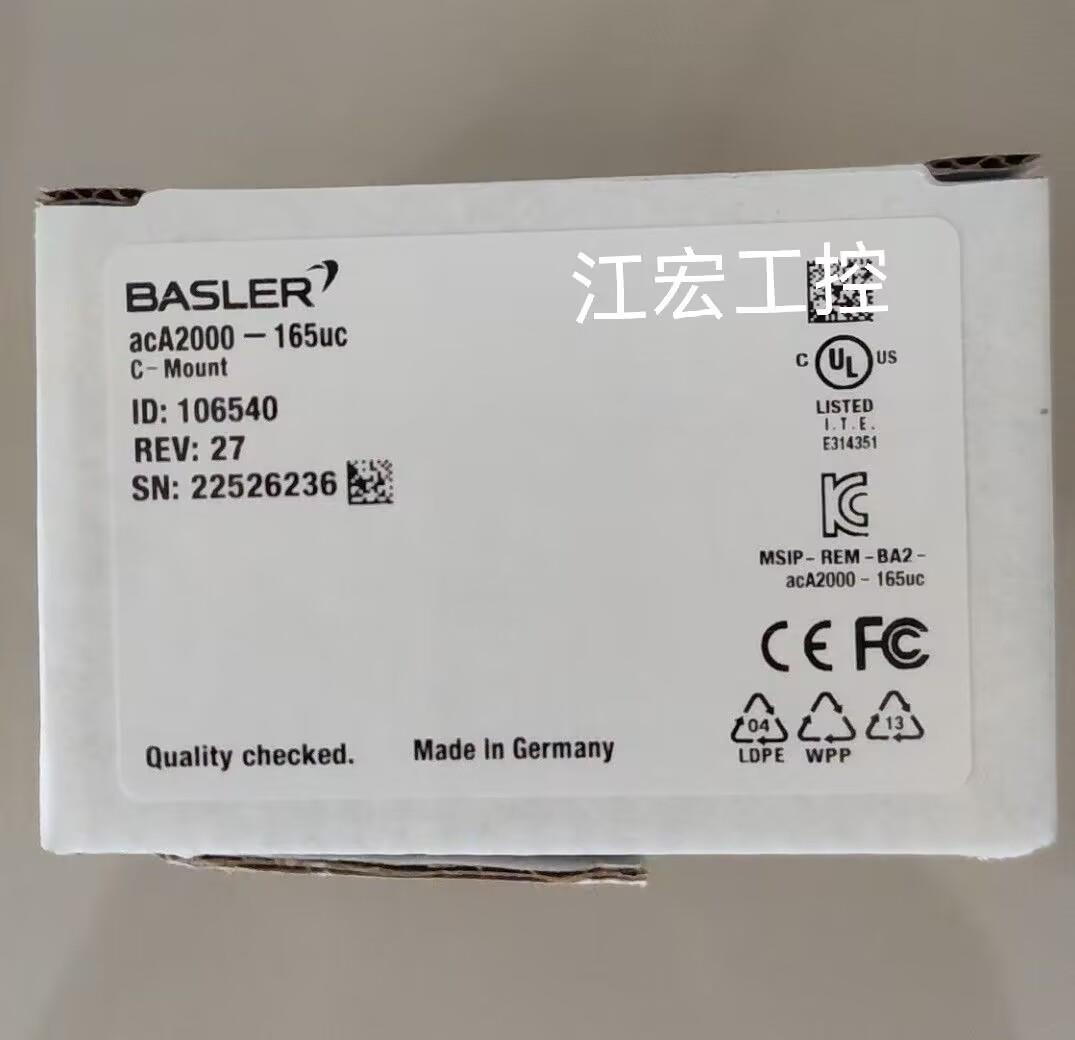 BASLER
acA2000-165uc
C-Mount
ID: 106540
REV: 27
SN: 22526236
江宏工控
C UL US
LISTED
I.T.E.
E314351
KC
MSIP-REM-BA2-
acA2000-165uc
CE FC
04 13
LDPE WPP
Quality checked. Made in Germany